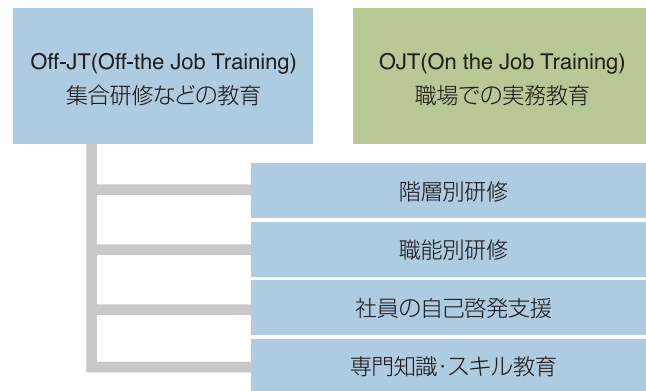 Off-JT(Off-the Job Training)
集合研修などの教育
OJT(On the Job Training)
職場での実務教育
階層別研修
職能別研修
社員の自己啓発支援
専門知識･スキル教育